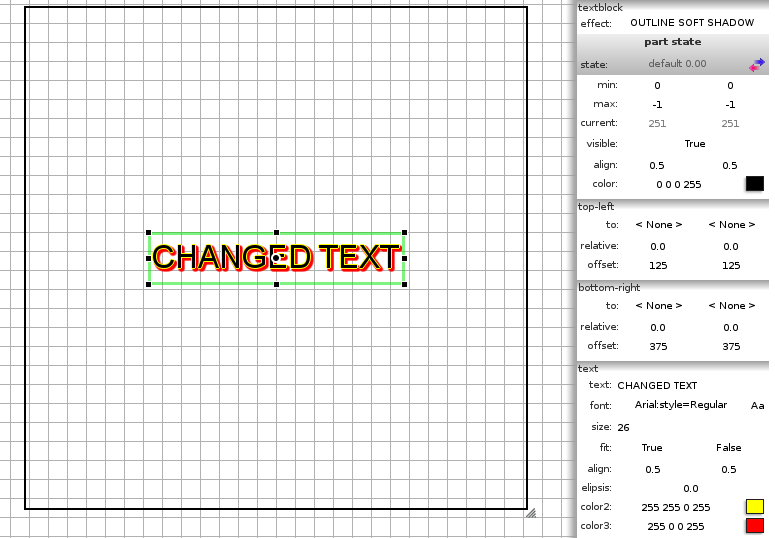 CHANGED TEXT
textblock
effect: OUTLINE SOFT SHADOW
part state
state: default 0.00
min: 0 0
max: -1 -1
current: 251 251
visible: True
align: 0.5 0.5
color: 0 0 0 255
top-left
to: < None > < None >
relative: 0.0 0.0
offset: 125 125
bottom-right
to: < None > < None >
relative: 0.0 0.0
offset: 375 375
text
text: CHANGED TEXT
font: Arial:style=Regular Aa
size: 26
fit: True False
align: 0.5 0.5
elipsis: 0.0
color2: 255 255 0 255
color3: 255 0 0 255